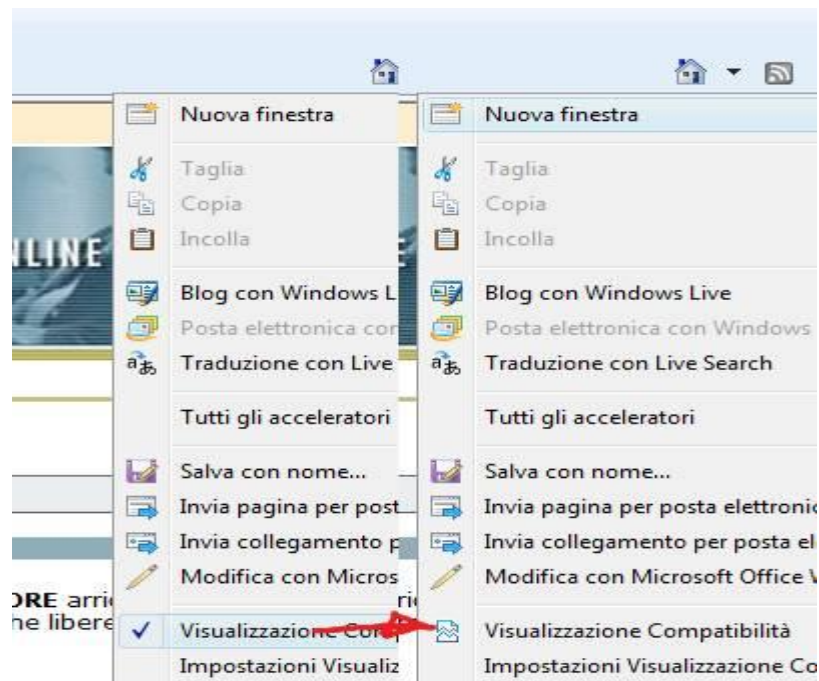 NLINE
Nuova finestra
Taglia
Copia
Incolla
Blog con Windows L
Posta elettronica con
Traduzione con Live
Tutti gli acceleratori
Salva con nome...
Invia pagina per post
Invia collegamento p
Modifica con Micros
ORE arri
he libere
Visualizzazione Comp
Impostazioni Visualiz
Nuova finestra
Taglia
Copia
Incolla
Blog con Windows Live
Posta elettronica con Windows
Traduzione con Live Search
Tutti gli acceleratori
Salva con nome...
Invia pagina per posta elettronic
Invia collegamento per posta el
Modifica con Microsoft Office
Visualizzazione Compatibilità
Impostazioni Visualizzazione Co